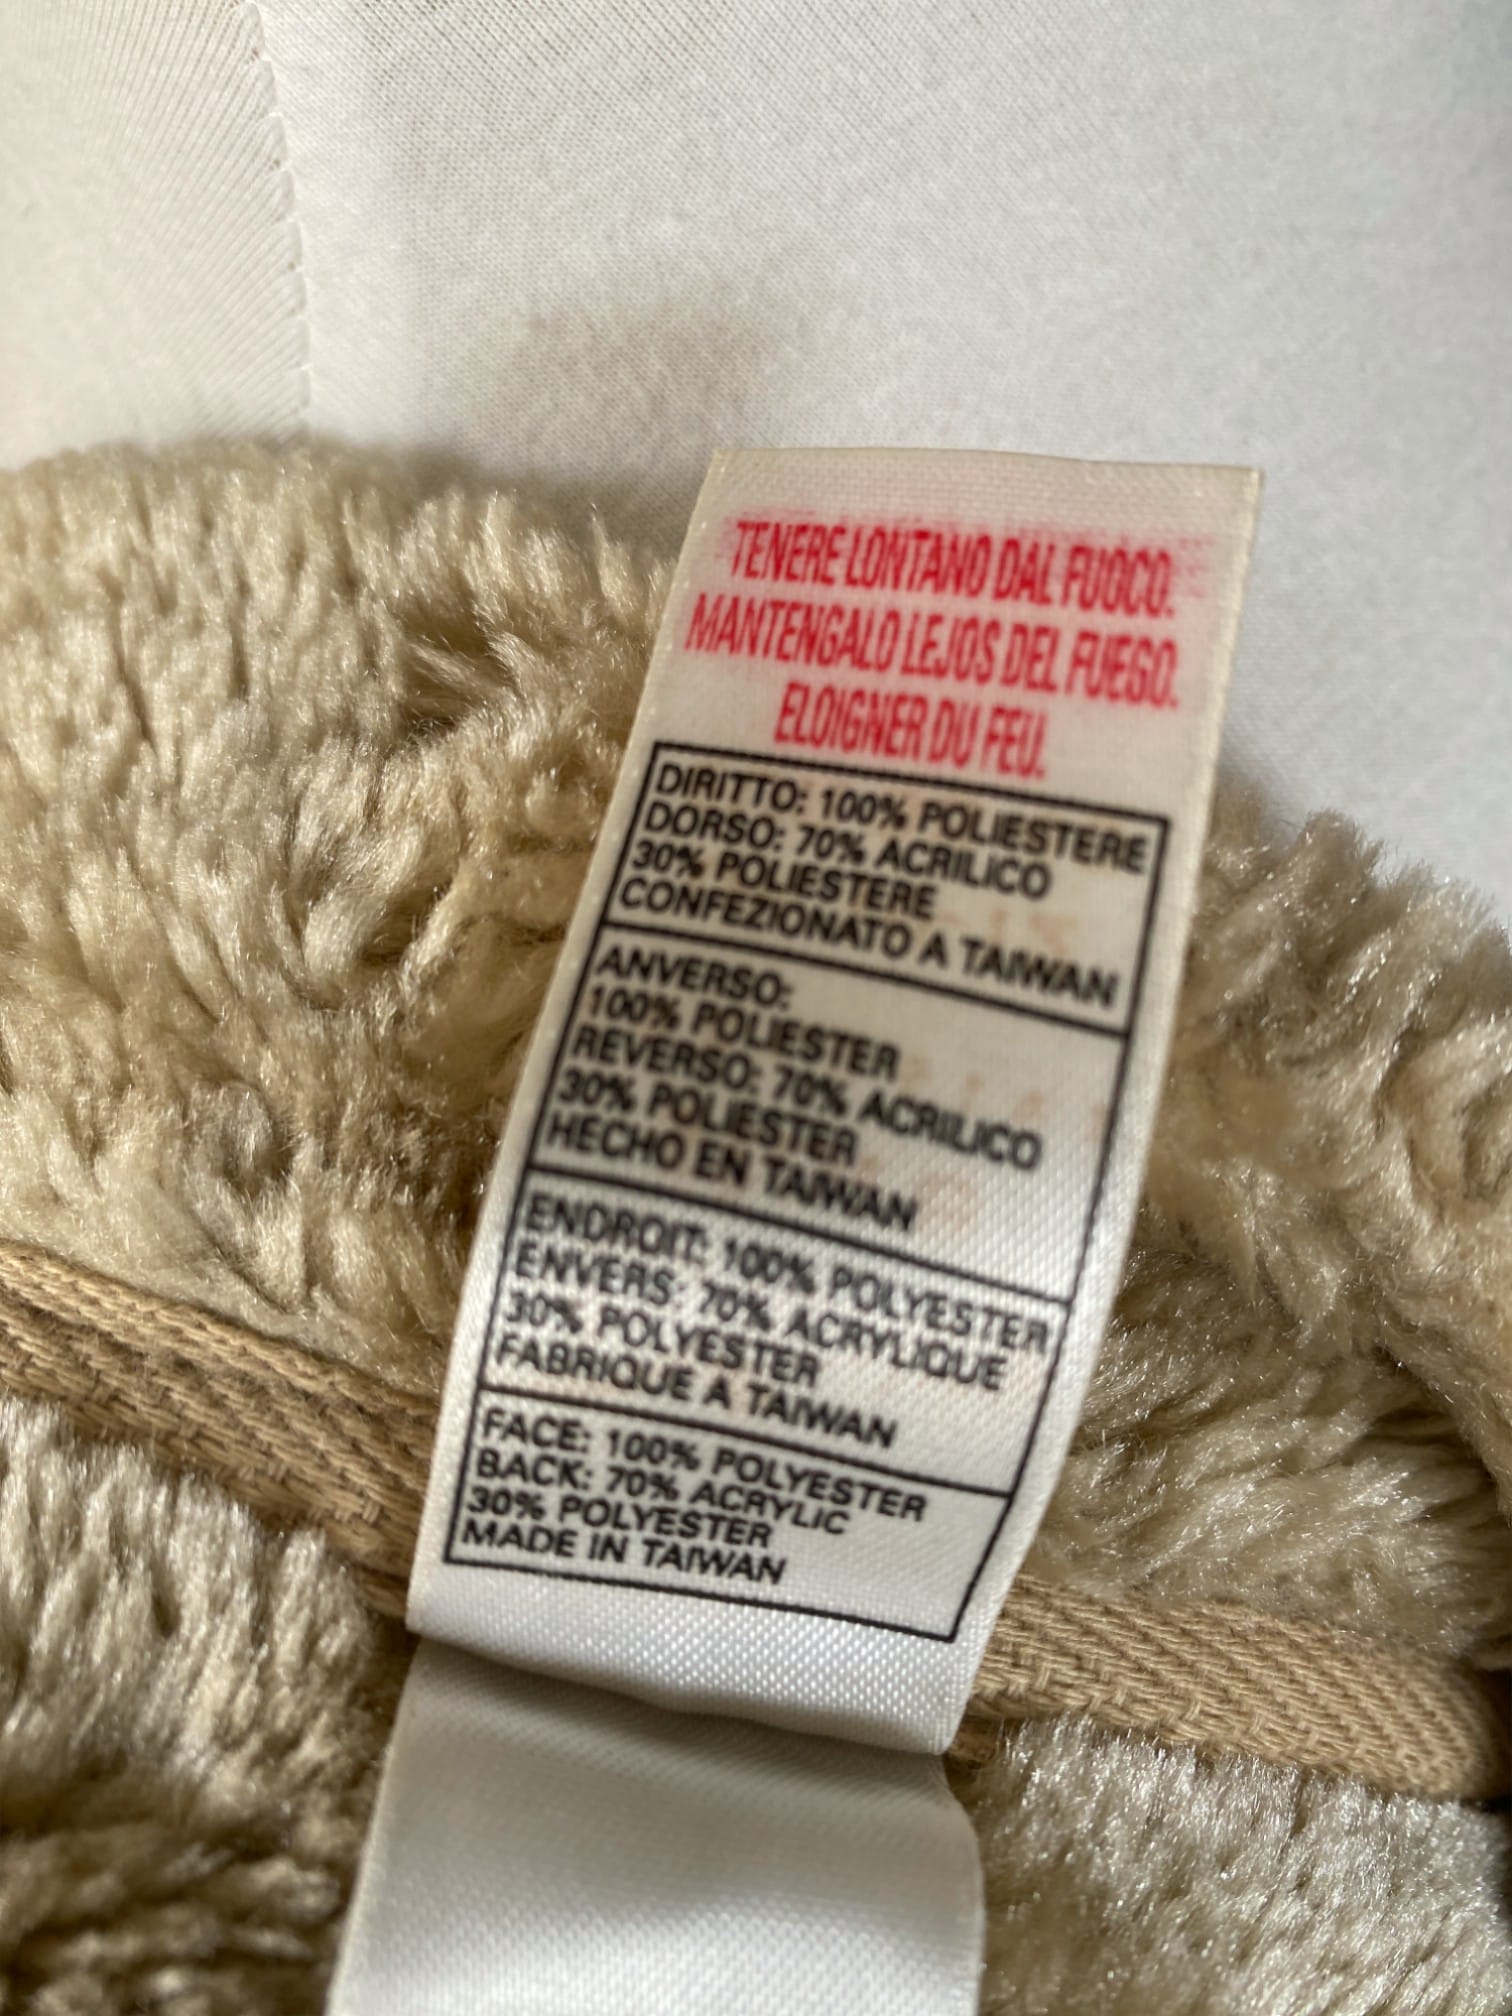 TENERE LONTANO DAL FUOCO.
MANTENGALO LEJOS DEL FUEGO.
ELOIGNER DU FEU.
DIRITTO: 100% POLIESTERE
DORSO: 70% ACRILICO
30% POLIESTERE
CONFEZIONATO A TAIWAN
ANVERSO:
100% POLIESTER
REVERSO: 70% ACRILICO
30% POLIESTER
HECHO EN TAIWAN
ENDROIT: 100% POLYESTER
ENVERS: 70% ACRYLIQUE
30% POLYESTER
FABRIQUE A TAIWAN
FACE: 100% POLYESTER
BACK: 70% ACRYLIC
30% POLYESTER
MADE IN TAIWAN